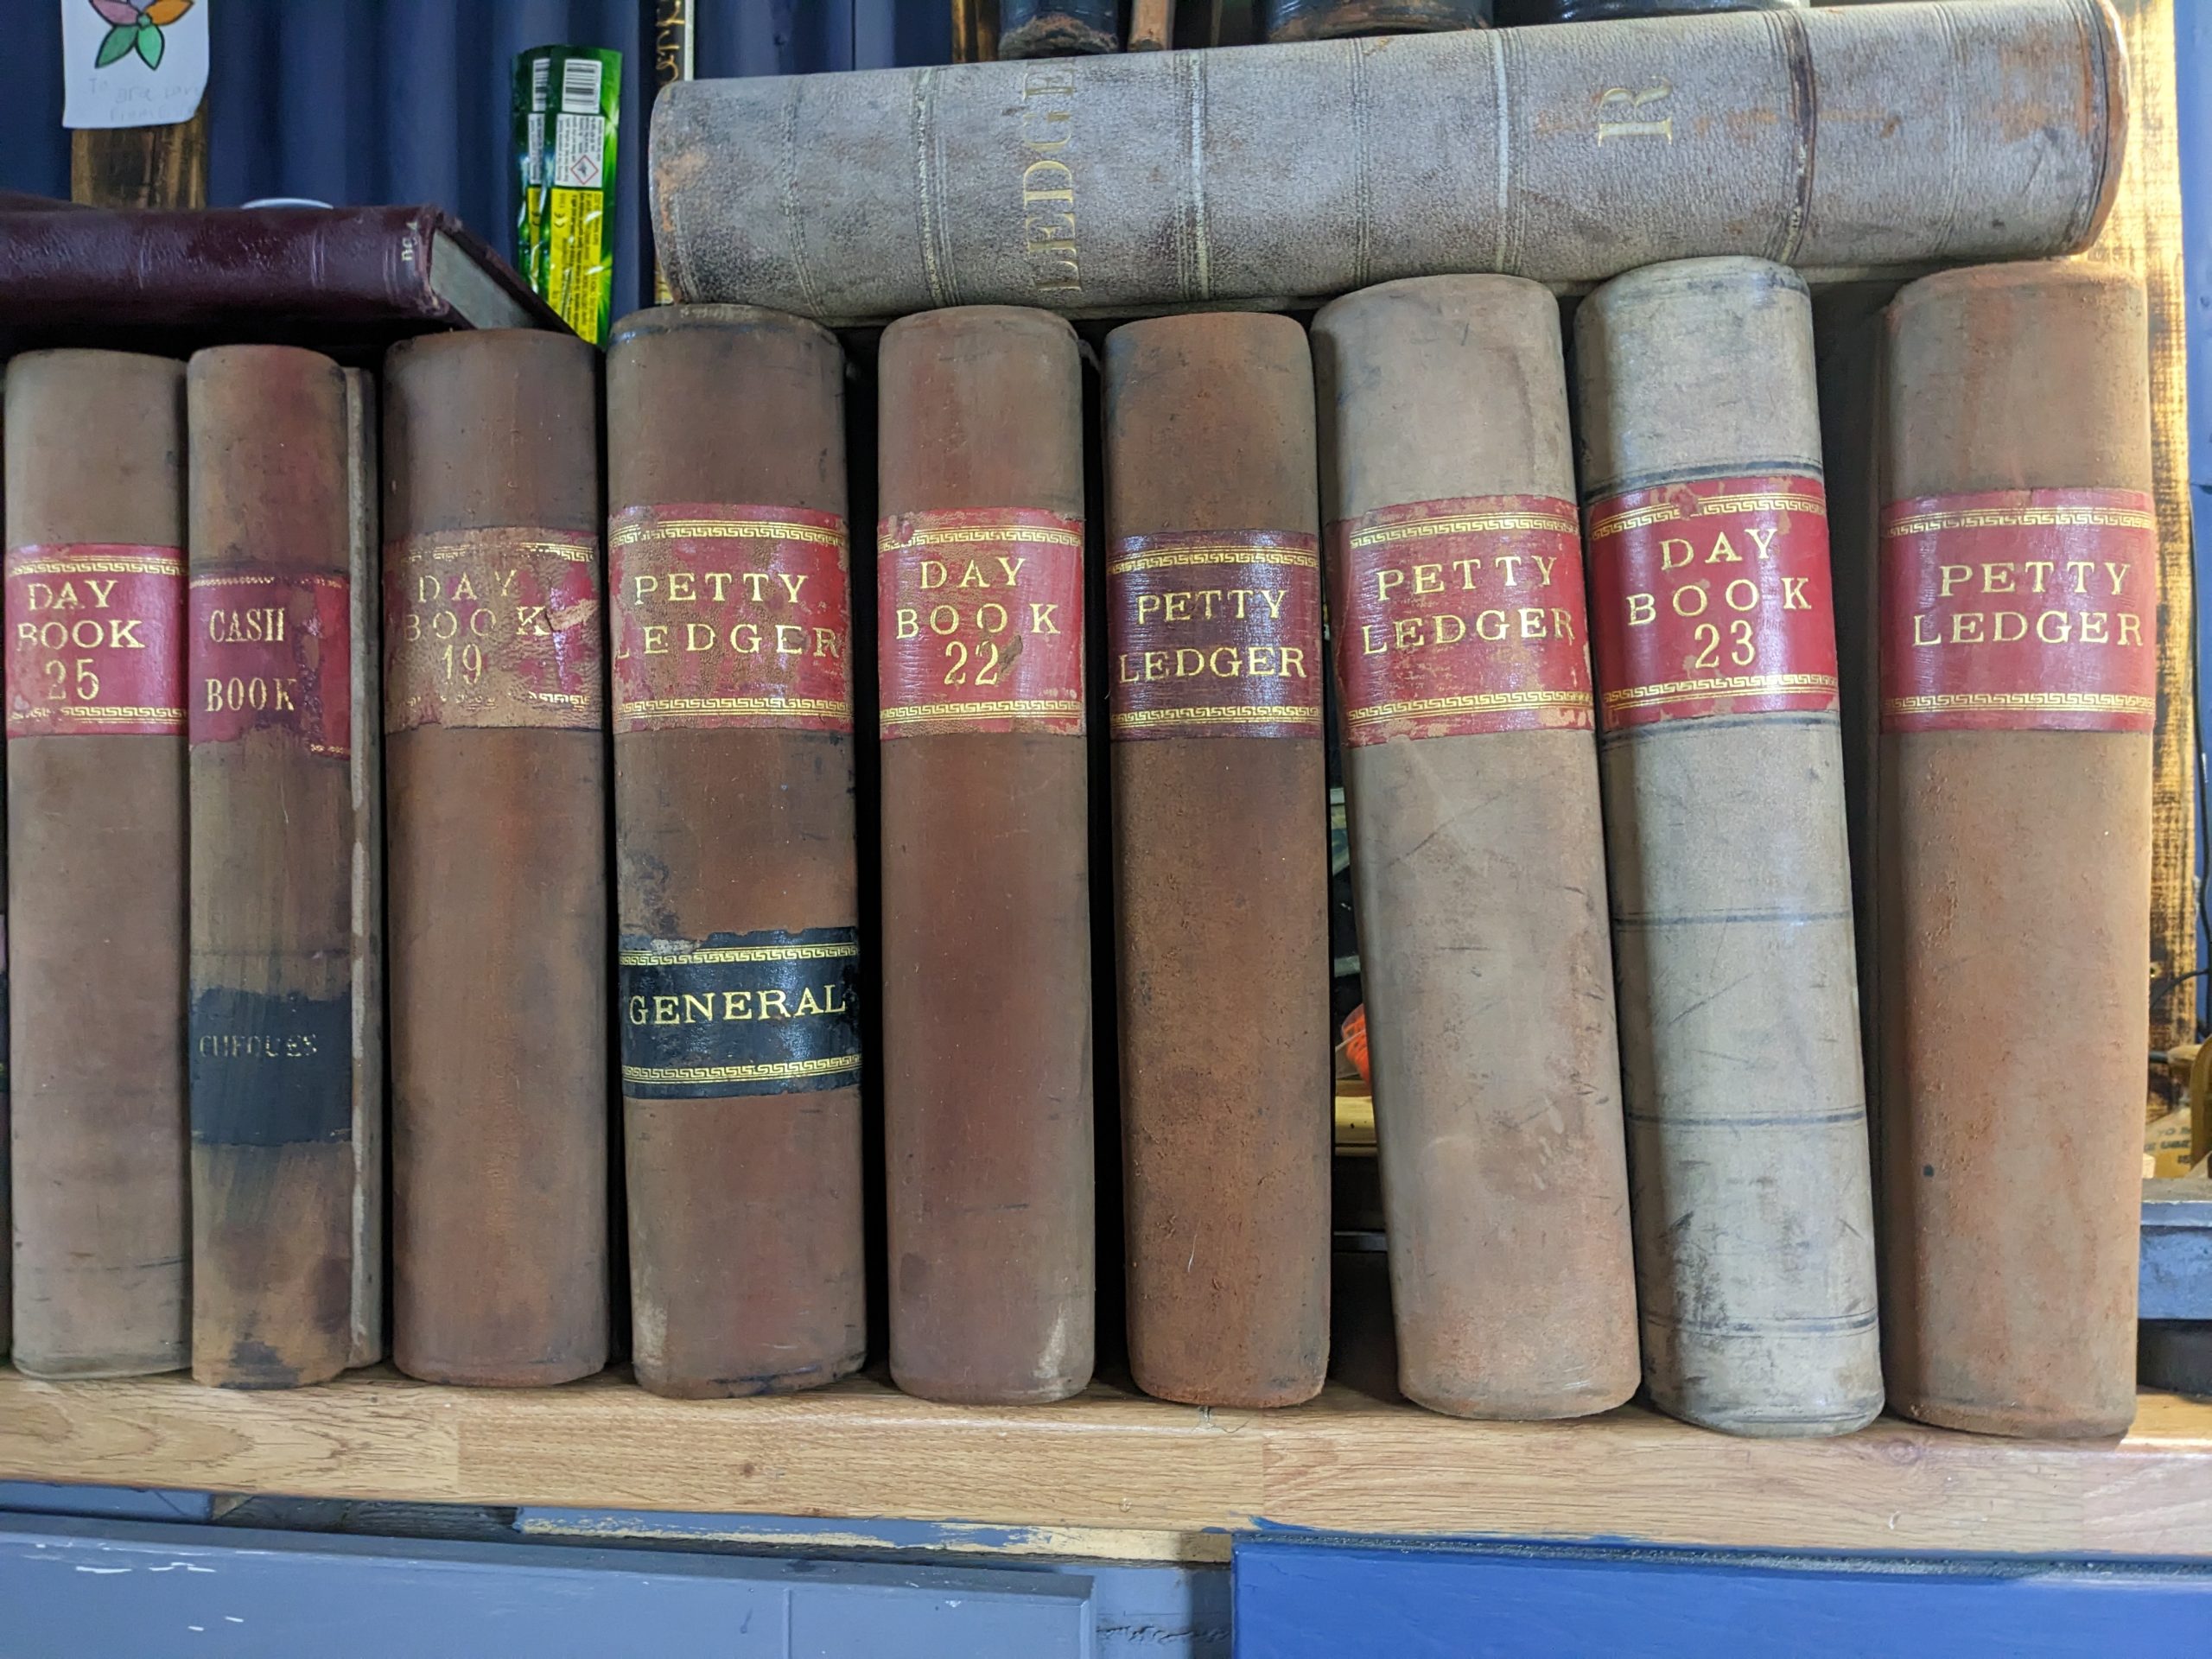 LEDGER
R
DAY
BOOK
25
CASH
BOOK
CHEQUES
DAY
BOOK
19
PETTY
LEDGER
GENERAL
DAY
BOOK
22
PETTY
LEDGER
PETTY
LEDGER
DAY
BOOK
23
PETTY
LEDGER